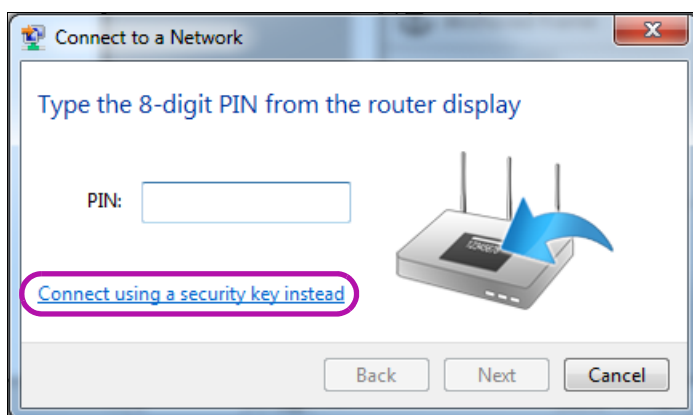 Connect to a Network
Type the 8-digit PIN from the router display
PIN:
12345670
Connect using a security key instead
Back Next Cancel